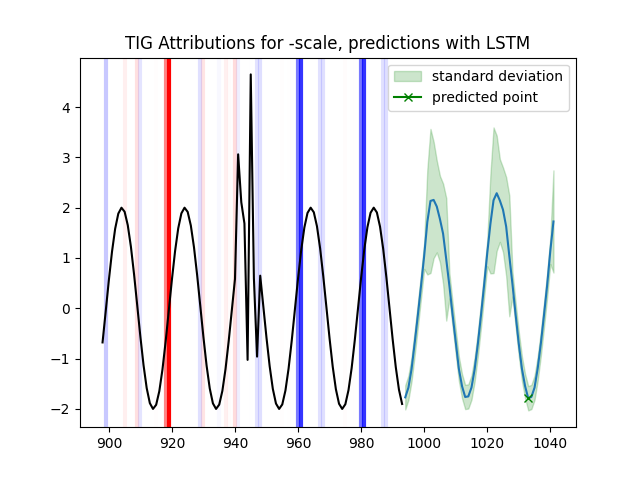 TIG Attributions for -scale, predictions with LSTM
standard deviation
predicted point
4
3
2
1
0
−1
−2
900 920 940 960 980 1000 1020 1040